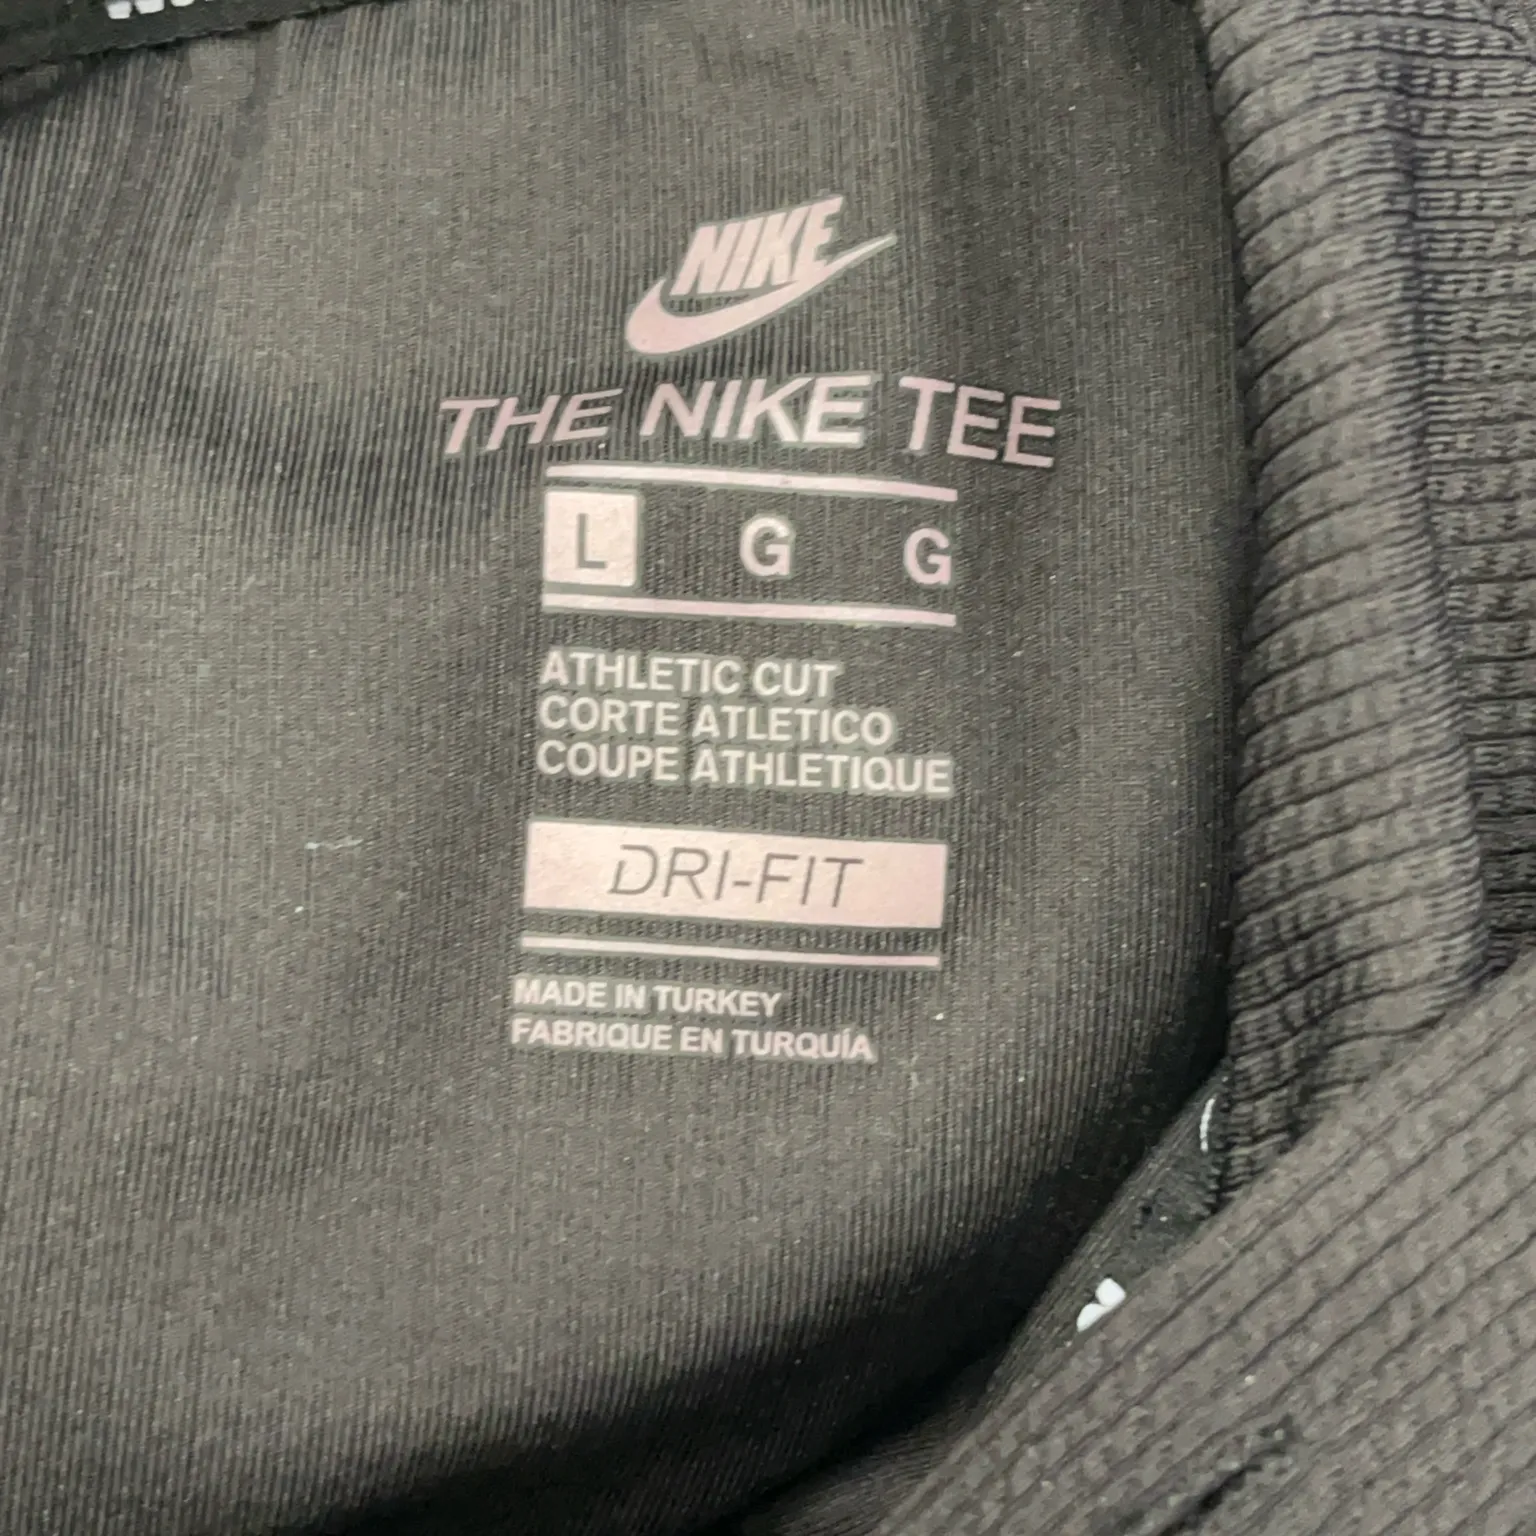 NIKE
THE NIKE TEE
L G G
ATHLETIC CUT
CORTE ATLETICO
COUPE ATHLETIQUE
DRI-FIT
MADE IN TURKEY
FABRIQUE EN TURQUÍA